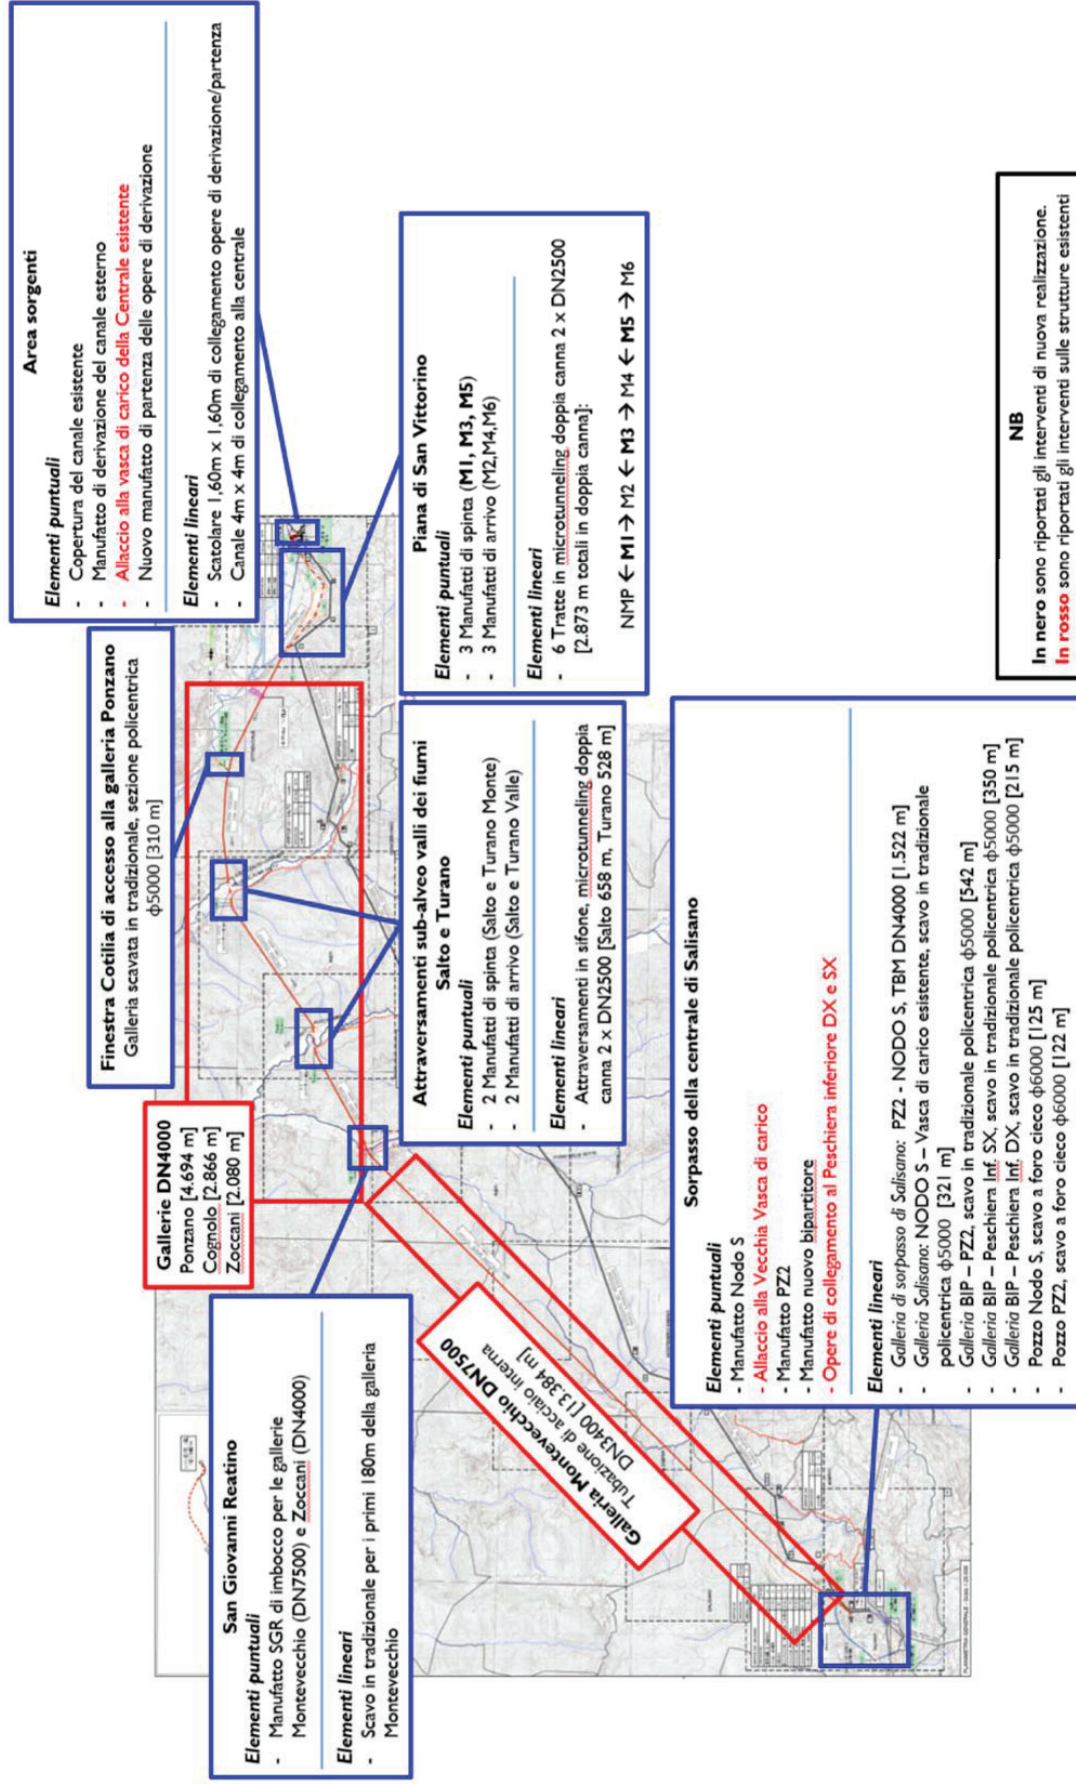 Area sorgenti
Elementi puntuali
- Copertura del canale esistente
- Manufatto di derivazione del canale esterno
- Allaccio alla vasca di carico della Centrale esistente
- Nuovo manufatto di partenza delle opere di derivazione
Elementi lineari
- Scatolare 1,60m x 1,60m di collegamento opere di derivazione/partenza
- Canale 4m x 4m di collegamento alla centrale
Finestra Cotilia di accesso alla galleria Ponzano
Galleria scavata in tradizionale, sezione policentrica
ϕ5000 [310 m]
Gallerie DN4000
Ponzano [4.694 m]
Cognolo [2.866 m]
Zoccani [2.080 m]
San Giovanni Reatino
Elementi puntuali
- Manufatto SGR di imbocco per le gallerie
Montevecchio (DN7500) e Zoccani (DN4000)
Elementi lineari
- Scavo in tradizionale per i primi 180m della galleria
Montevecchio
Piana di San Vittorino
Elementi puntuali
- 3 Manufatti di spinta (M1, M3, M5)
- 3 Manufatti di arrivo (M2,M4,M6)
Elementi lineari
- 6 Tratte in microtunneling doppia canna 2 x DN2500
[2.873 m totali in doppia canna]:
NMP ← M1 → M2 ← M3 → M4 ← M5 → M6
Attraversamenti sub-alveo valli dei fiumi
Salto e Turano
Elementi puntuali
- 2 Manufatti di spinta (Salto e Turano Monte)
- 2 Manufatti di arrivo (Salto e Turano Valle)
Elementi lineari
- Attraversamenti in sifone, microtunneling doppia
canna 2 x DN2500 [Salto 658 m, Turano 528 m]
Galleria Montevecchio DN7500
Tubazione di acciaio interna
DN3400 [13.384 m]
Sorpasso della centrale di Salisano
Elementi puntuali
- Manufatto Nodo S
- Allaccio alla Vecchia Vasca di carico
- Manufatto PZ2
- Manufatto nuovo bipartitore
- Opere di collegamento al Peschiera inferiore DX e SX
Elementi lineari
- Galleria di sorpasso di Salisano: PZ2 - NODO S, TBM DN4000 [1.522 m]
- Galleria Salisano: NODO S – Vasca di carico esistente, scavo in tradizionale
policentrica ϕ5000 [321 m]
- Galleria BIP – PZ2, scavo in tradizionale policentrica ϕ5000 [542 m]
- Galleria BIP – Peschiera Inf. SX, scavo in tradizionale policentrica ϕ5000 [350 m]
- Galleria BIP – Peschiera Inf. DX, scavo in tradizionale policentrica ϕ5000 [215 m]
- Pozzo Nodo S, scavo a foro cieco ϕ6000 [125 m]
- Pozzo PZ2, scavo a foro cieco ϕ6000 [122 m]
NB
In nero sono riportati gli interventi di nuova realizzazione.
In rosso sono riportati gli interventi sulle strutture esistenti